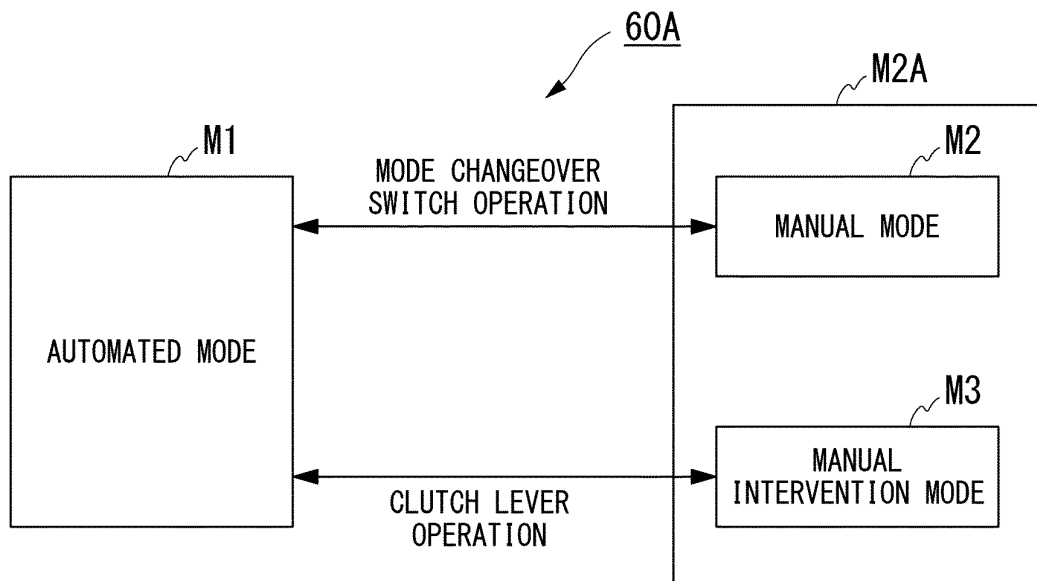 60A
M2A
M1
M2
MODE CHANGEOVER
SWITCH OPERATION
MANUAL MODE
AUTOMATED MODE
M3
MANUAL
INTERVENTION MODE
CLUTCH LEVER
OPERATION